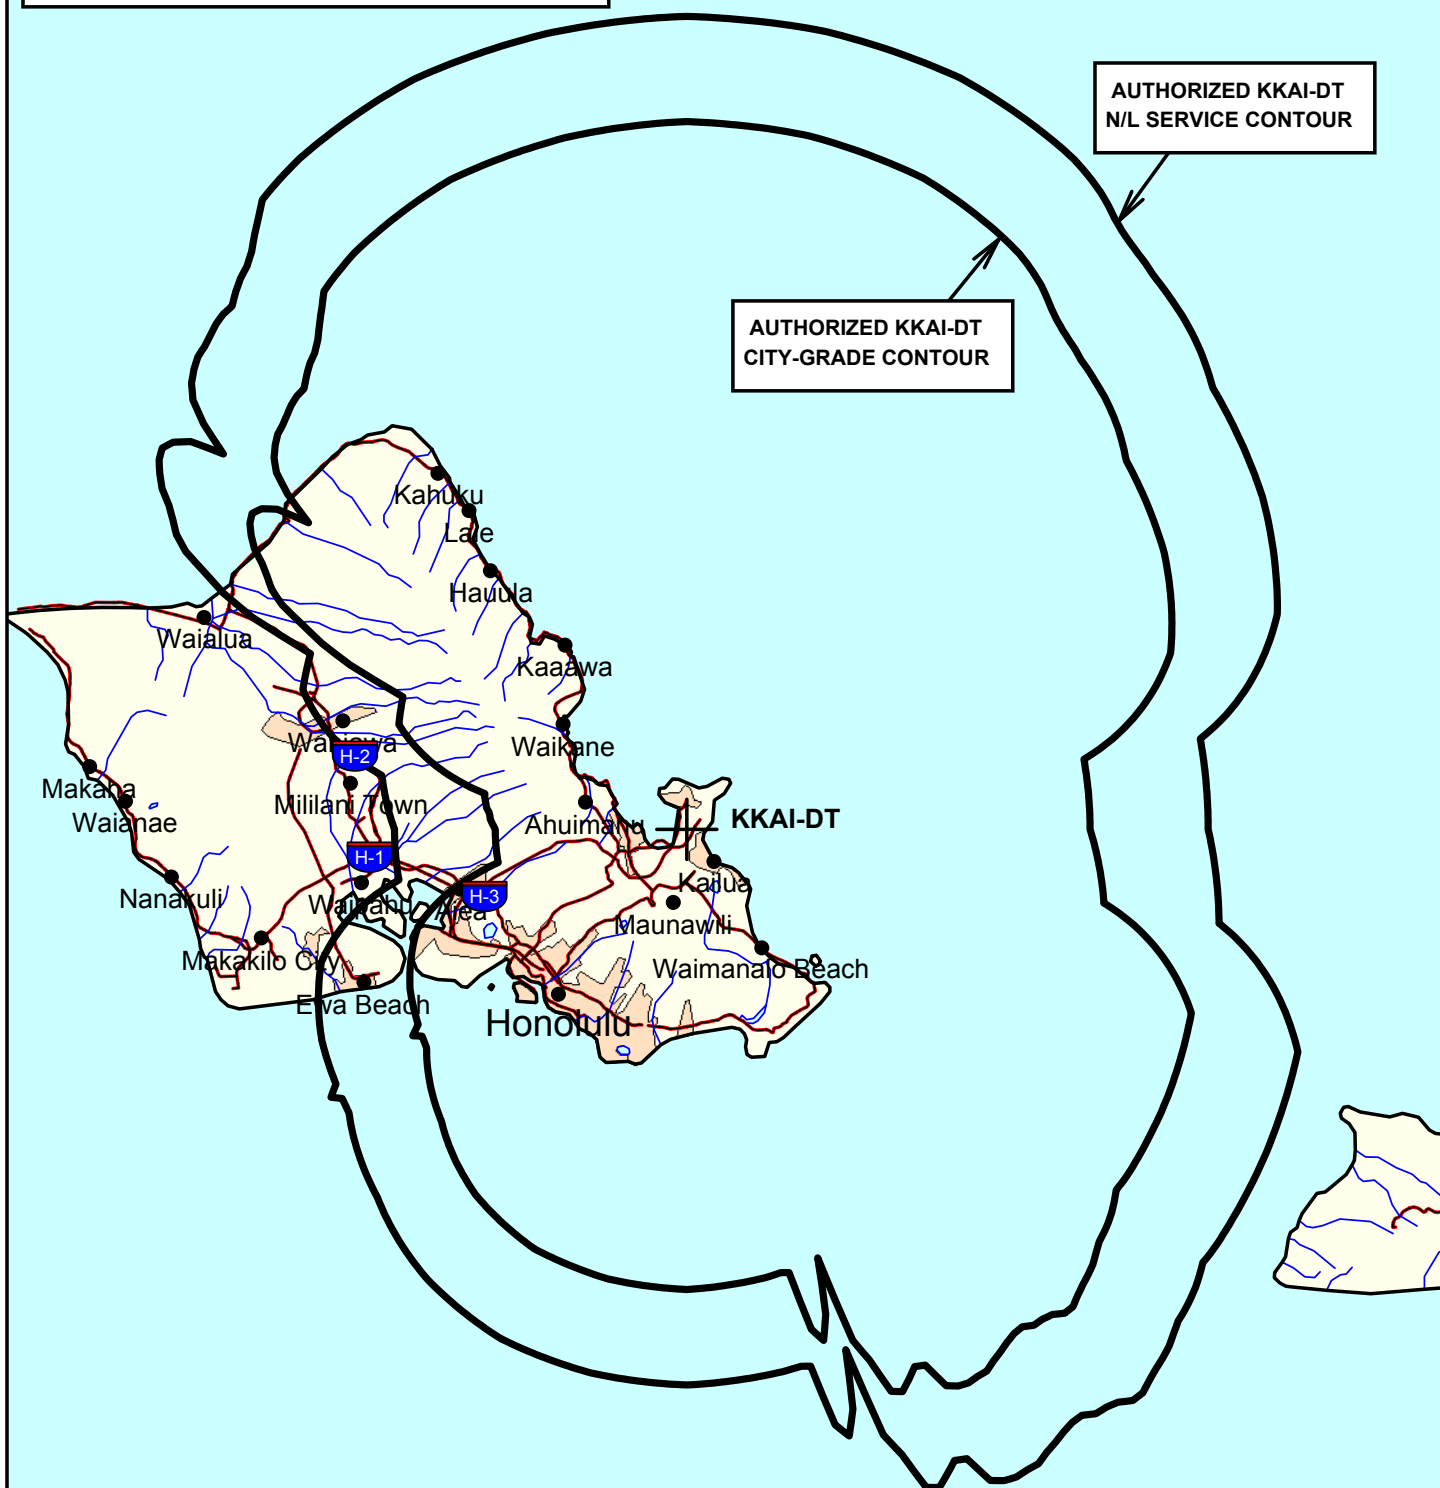 AUTHORIZED KKAI-DT
N/L SERVICE CONTOUR
AUTHORIZED KKAI-DT
CITY-GRADE CONTOUR
Kahuku
Laie
Hauula
Waialua
Kaaawa
Wahiawa
Waikane
H-2
Makaha
Mililani Town
Waianae
Ahuimanu
KKAI-DT
H-1
Kailua
Nanakuli
Waipahu
H-3
Aiea
Maunawili
Makakilo City
Waimanalo Beach
Ewa Beach
Honolulu